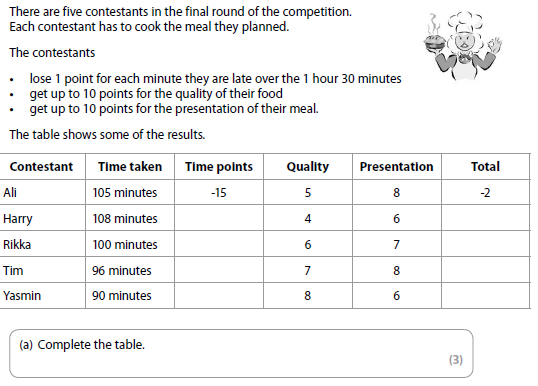 There are five contestants in the final round of the competition.
Each contestant has to cook the meal they planned.
The contestants
• lose 1 point for each minute they are late over the 1 hour 30 minutes
• get up to 10 points for the quality of their food
• get up to 10 points for the presentation of their meal.
The table shows some of the results.
Contestant Time taken Time points Quality Presentation Total
Ali 105 minutes -15 5 8 -2
Harry 108 minutes 4 6
Rikka 100 minutes 6 7
Tim 96 minutes 7 8
Yasmin 90 minutes 8 6
(a) Complete the table.
(3)